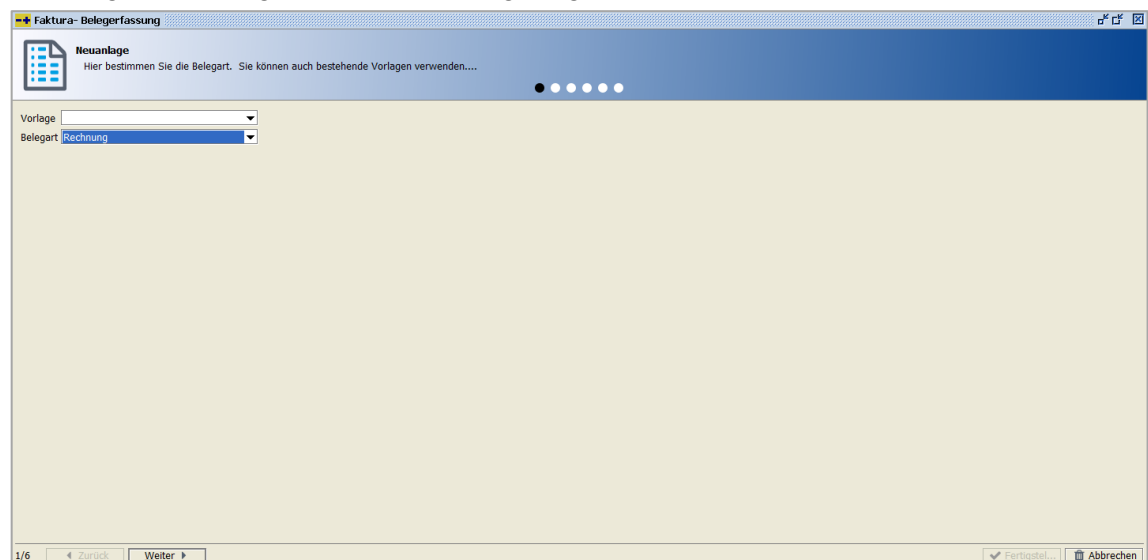 Faktura- Belegerfassung
Neuanlage
Hier bestimmen Sie die Belegart. Sie können auch bestehende Vorlagen verwenden....
Vorlage
Belegart Rechnung
1/6 Zurück Weiter Fertigstel... Abbrechen